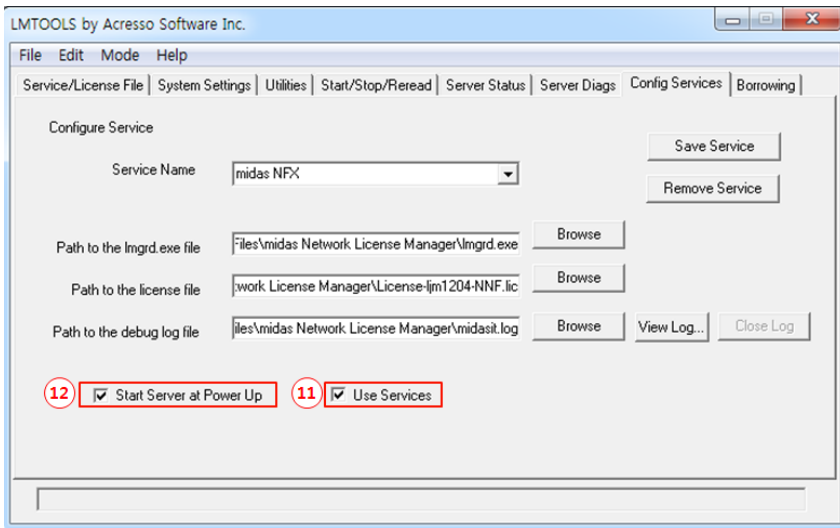 LMTOOLS by Acresso Software Inc.
File Edit Mode Help
Service/License File System Settings Utilities Start/Stop/Reread Server Status Server Diags Config Services Borrowing
Configure Service
Save Service
Service Name midas NFX
Remove Service
Path to the lmgrd.exe file Files\midas Network License Manager\lmgrd.exe Browse
Path to the license file work License Manager\License-ljm1204-NNF.lic Browse
Path to the debug log file iles\midas Network License Manager\midasit.log Browse View Log... Close Log
12 Start Server at Power Up 11 Use Services